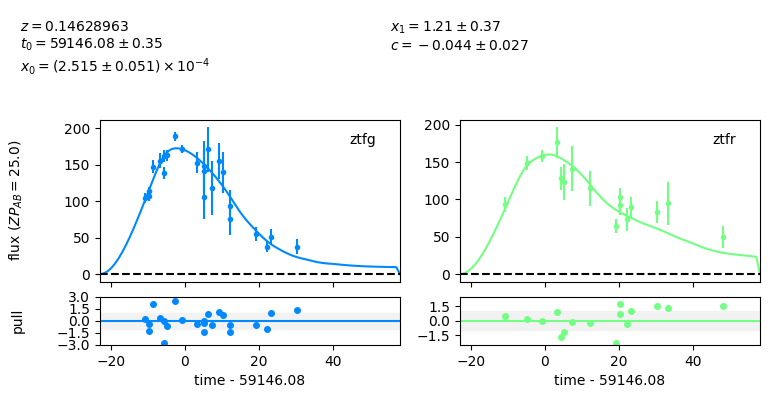 z = 0.14628963
t₀ = 59146.08 ± 0.35
x₀ = (2.515 ± 0.051) × 10⁻⁴
x₁ = 1.21 ± 0.37
c = −0.044 ± 0.027
flux (ZP_AB = 25.0)
200
150
100
50
0
ztfg
200
150
100
50
0
ztfr
pull
3.0
1.5
0.0
−1.5
−3.0
−20 0 20 40
time - 59146.08
1.5
0.0
−1.5
−20 0 20 40
time - 59146.08